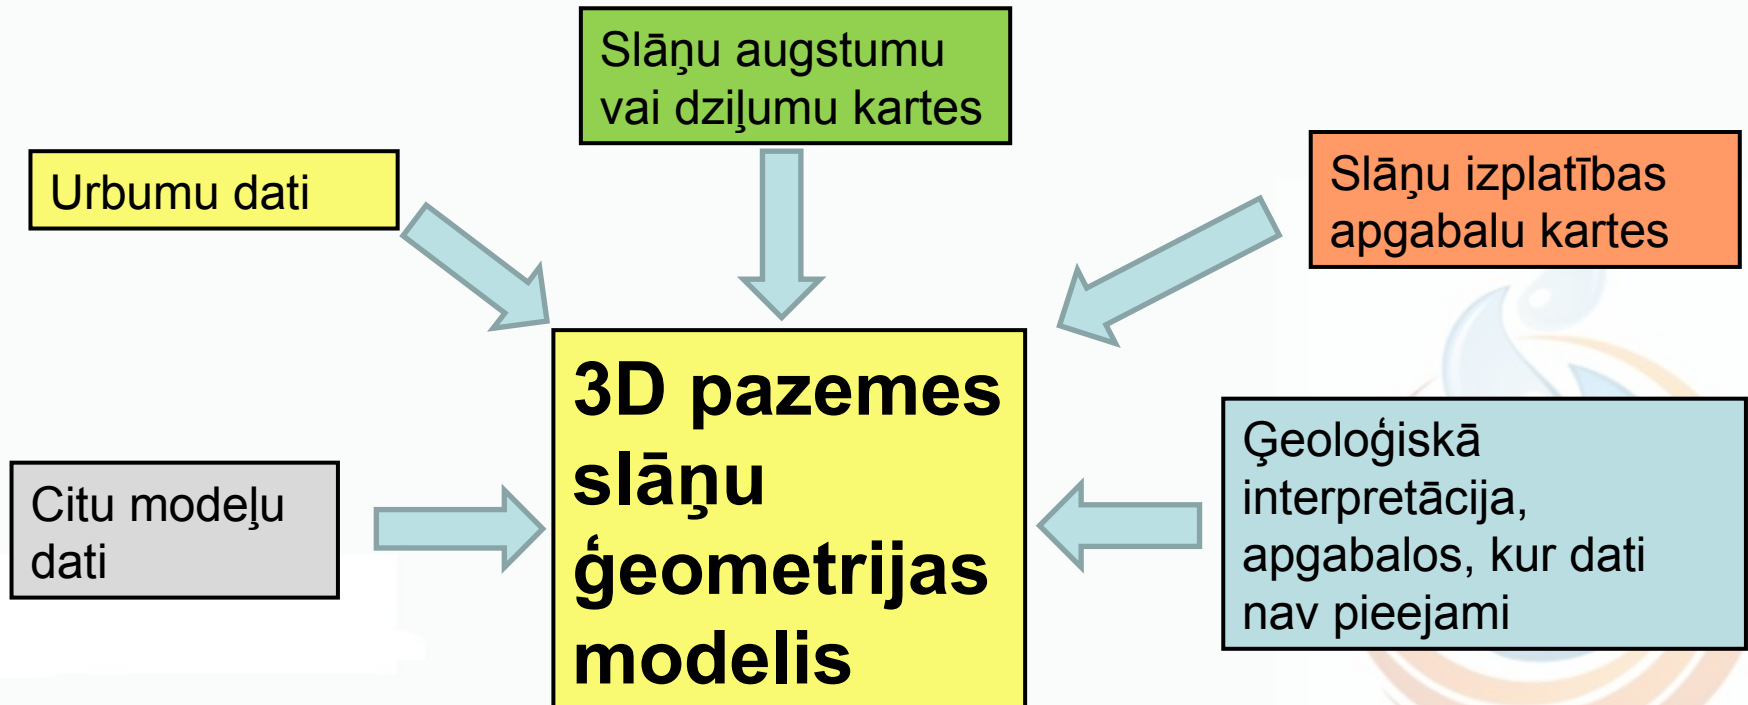 Slāņu augstumu
vai dziļumu kartes
Urbumu dati
Slāņu izplatības
apgabalu kartes
3D pazemes
slāņu
ģeometrijas
modelis
Citu modeļu
dati
Ģeoloģiskā
interpretācija,
apgabalos, kur dati
nav pieejami